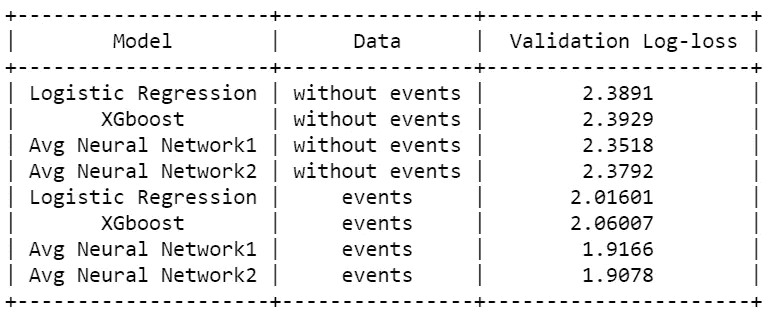 +---------------------+----------------+---------------------+
|        Model        |      Data      | Validation Log-loss |
+---------------------+----------------+---------------------+
| Logistic Regression | without events |        2.3891       |
|       XGboost       | without events |        2.3929       |
| Avg Neural Network1 | without events |        2.3518       |
| Avg Neural Network2 | without events |        2.3792       |
| Logistic Regression |     events     |       2.01601       |
|       XGboost       |     events     |       2.06007       |
| Avg Neural Network1 |     events     |        1.9166       |
| Avg Neural Network2 |     events     |        1.9078       |
+---------------------+----------------+---------------------+